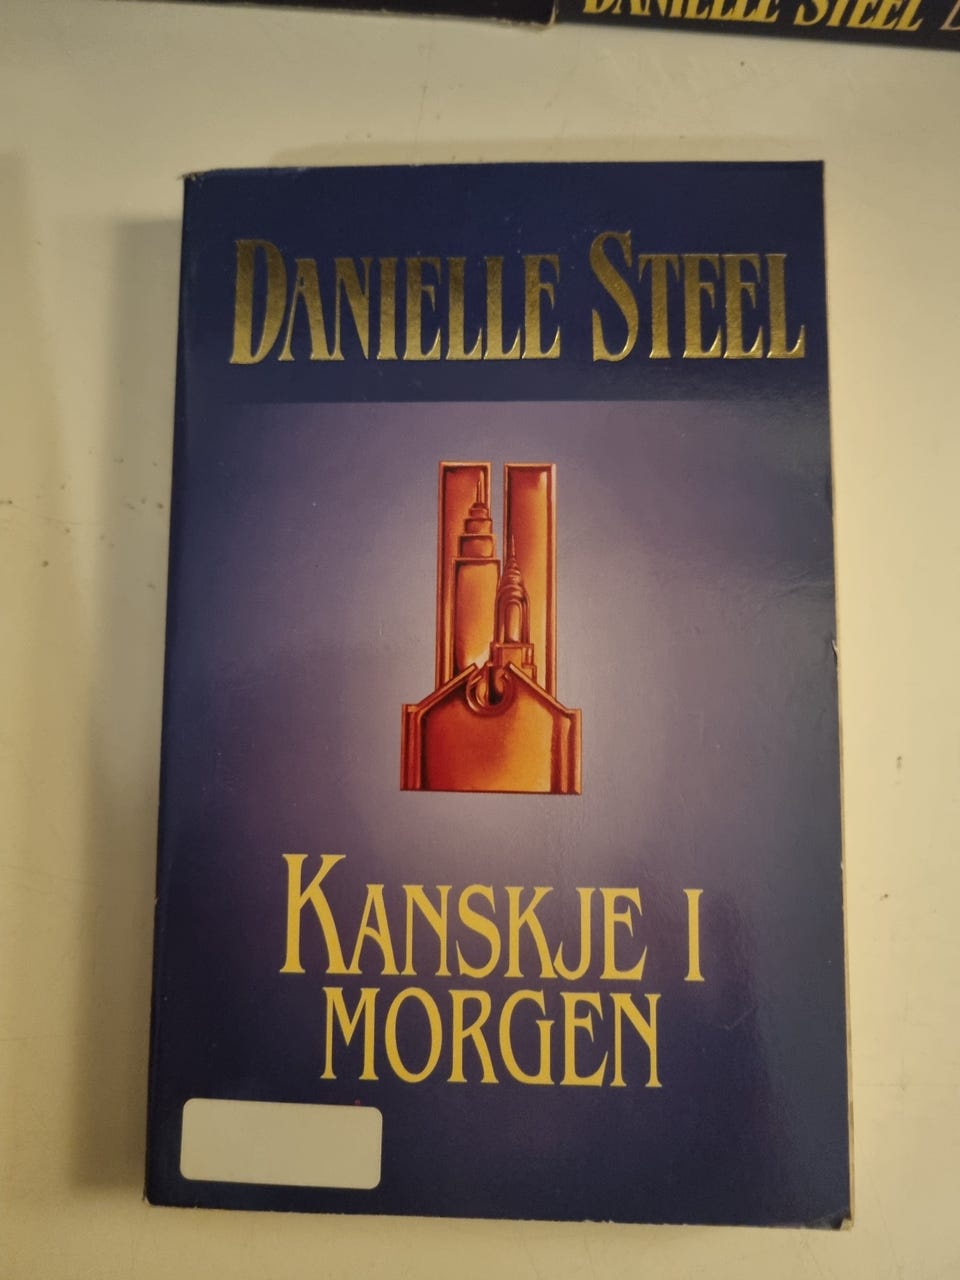 DANIELLE STEEL
DANIELLE STEEL
KANSKJE I
MORGEN